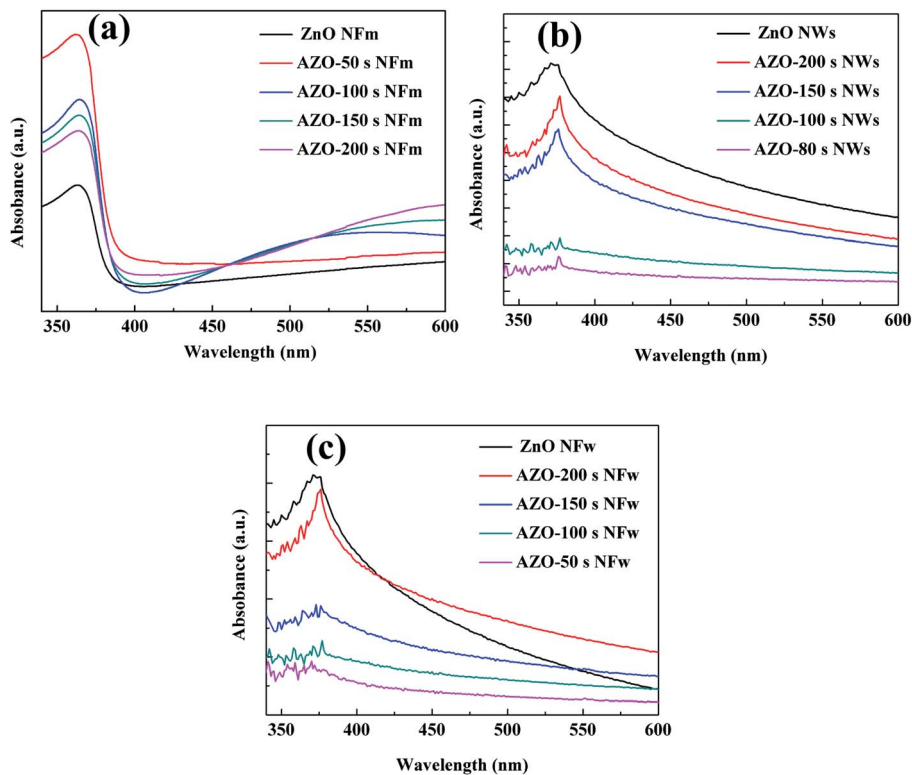 (a)
ZnO NFm
AZO-50 s NFm
AZO-100 s NFm
AZO-150 s NFm
AZO-200 s NFm
Absobance (a.u.)
350 400 450 500 550 600
Wavelength (nm)
(b)
ZnO NWs
AZO-200 s NWs
AZO-150 s NWs
AZO-100 s NWs
AZO-80 s NWs
Absobance (a.u.)
350 400 450 500 550 600
Wavelength (nm)
(c)
ZnO NFw
AZO-200 s NFw
AZO-150 s NFw
AZO-100 s NFw
AZO-50 s NFw
Absobance (a.u.)
350 400 450 500 550 600
Wavelength (nm)